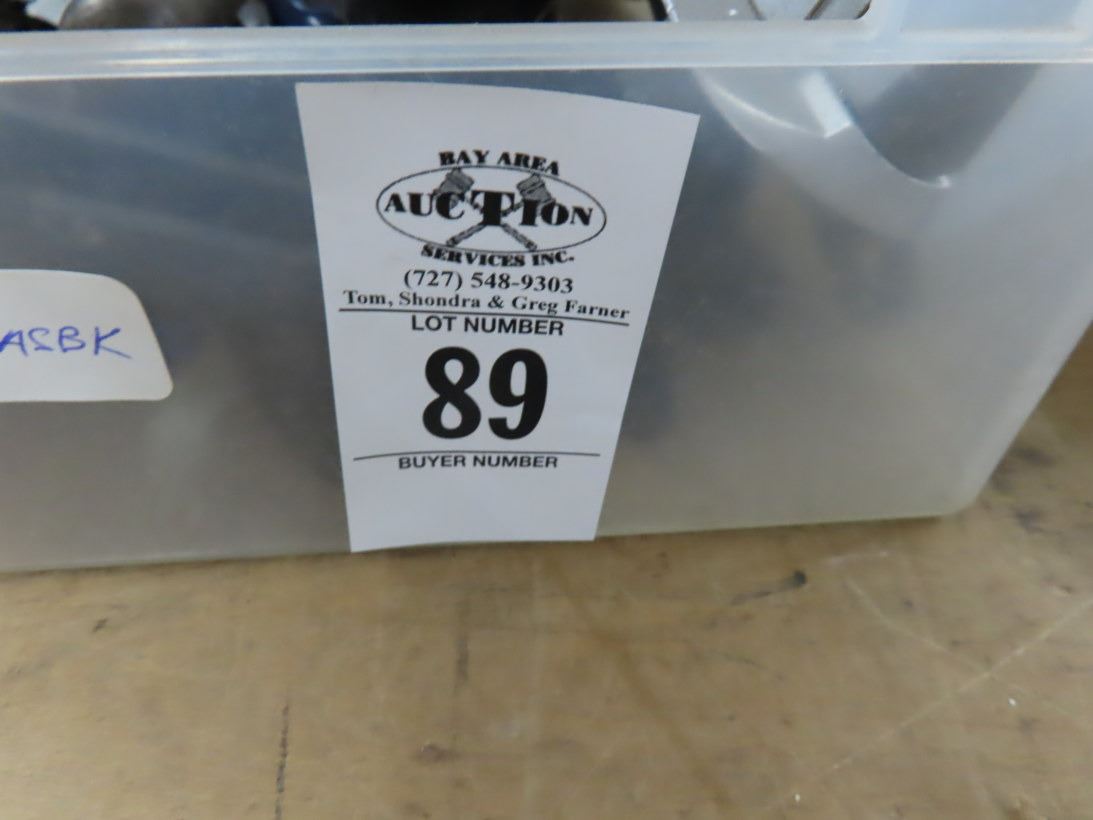 BAY AREA
AUCTION
SERVICES INC.
(727) 548-9303
Tom, Shondra & Greg Farner
LOT NUMBER
89
BUYER NUMBER
ASBK